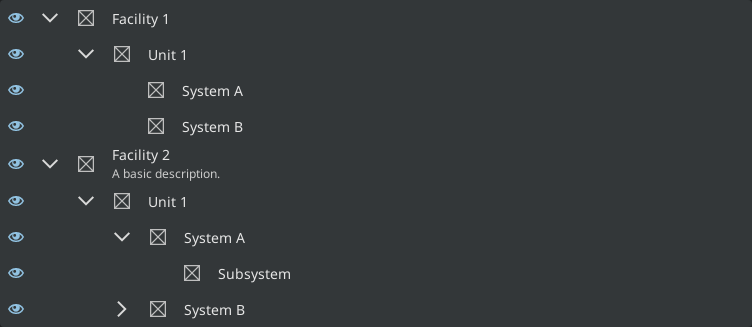 Facility 1
Unit 1
System A
System B
Facility 2
A basic description.
Unit 1
System A
Subsystem
System B